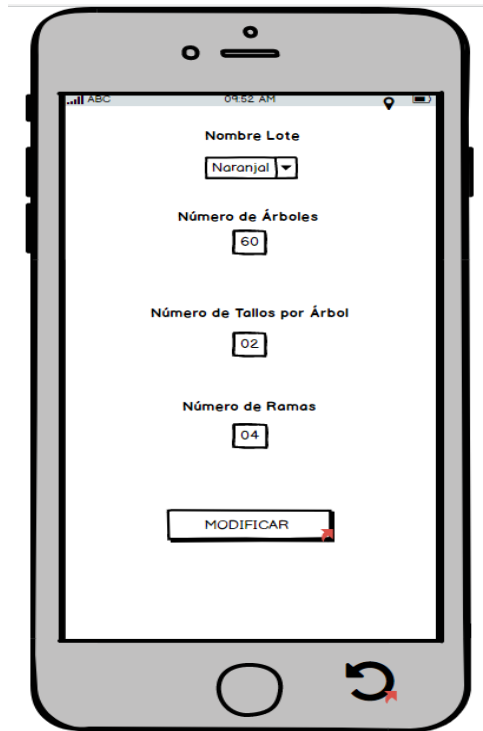 ABC 09:52 AM
Nombre Lote
Naranjal
Número de Árboles
60
Número de Tallos por Árbol
02
Número de Ramas
04
MODIFICAR